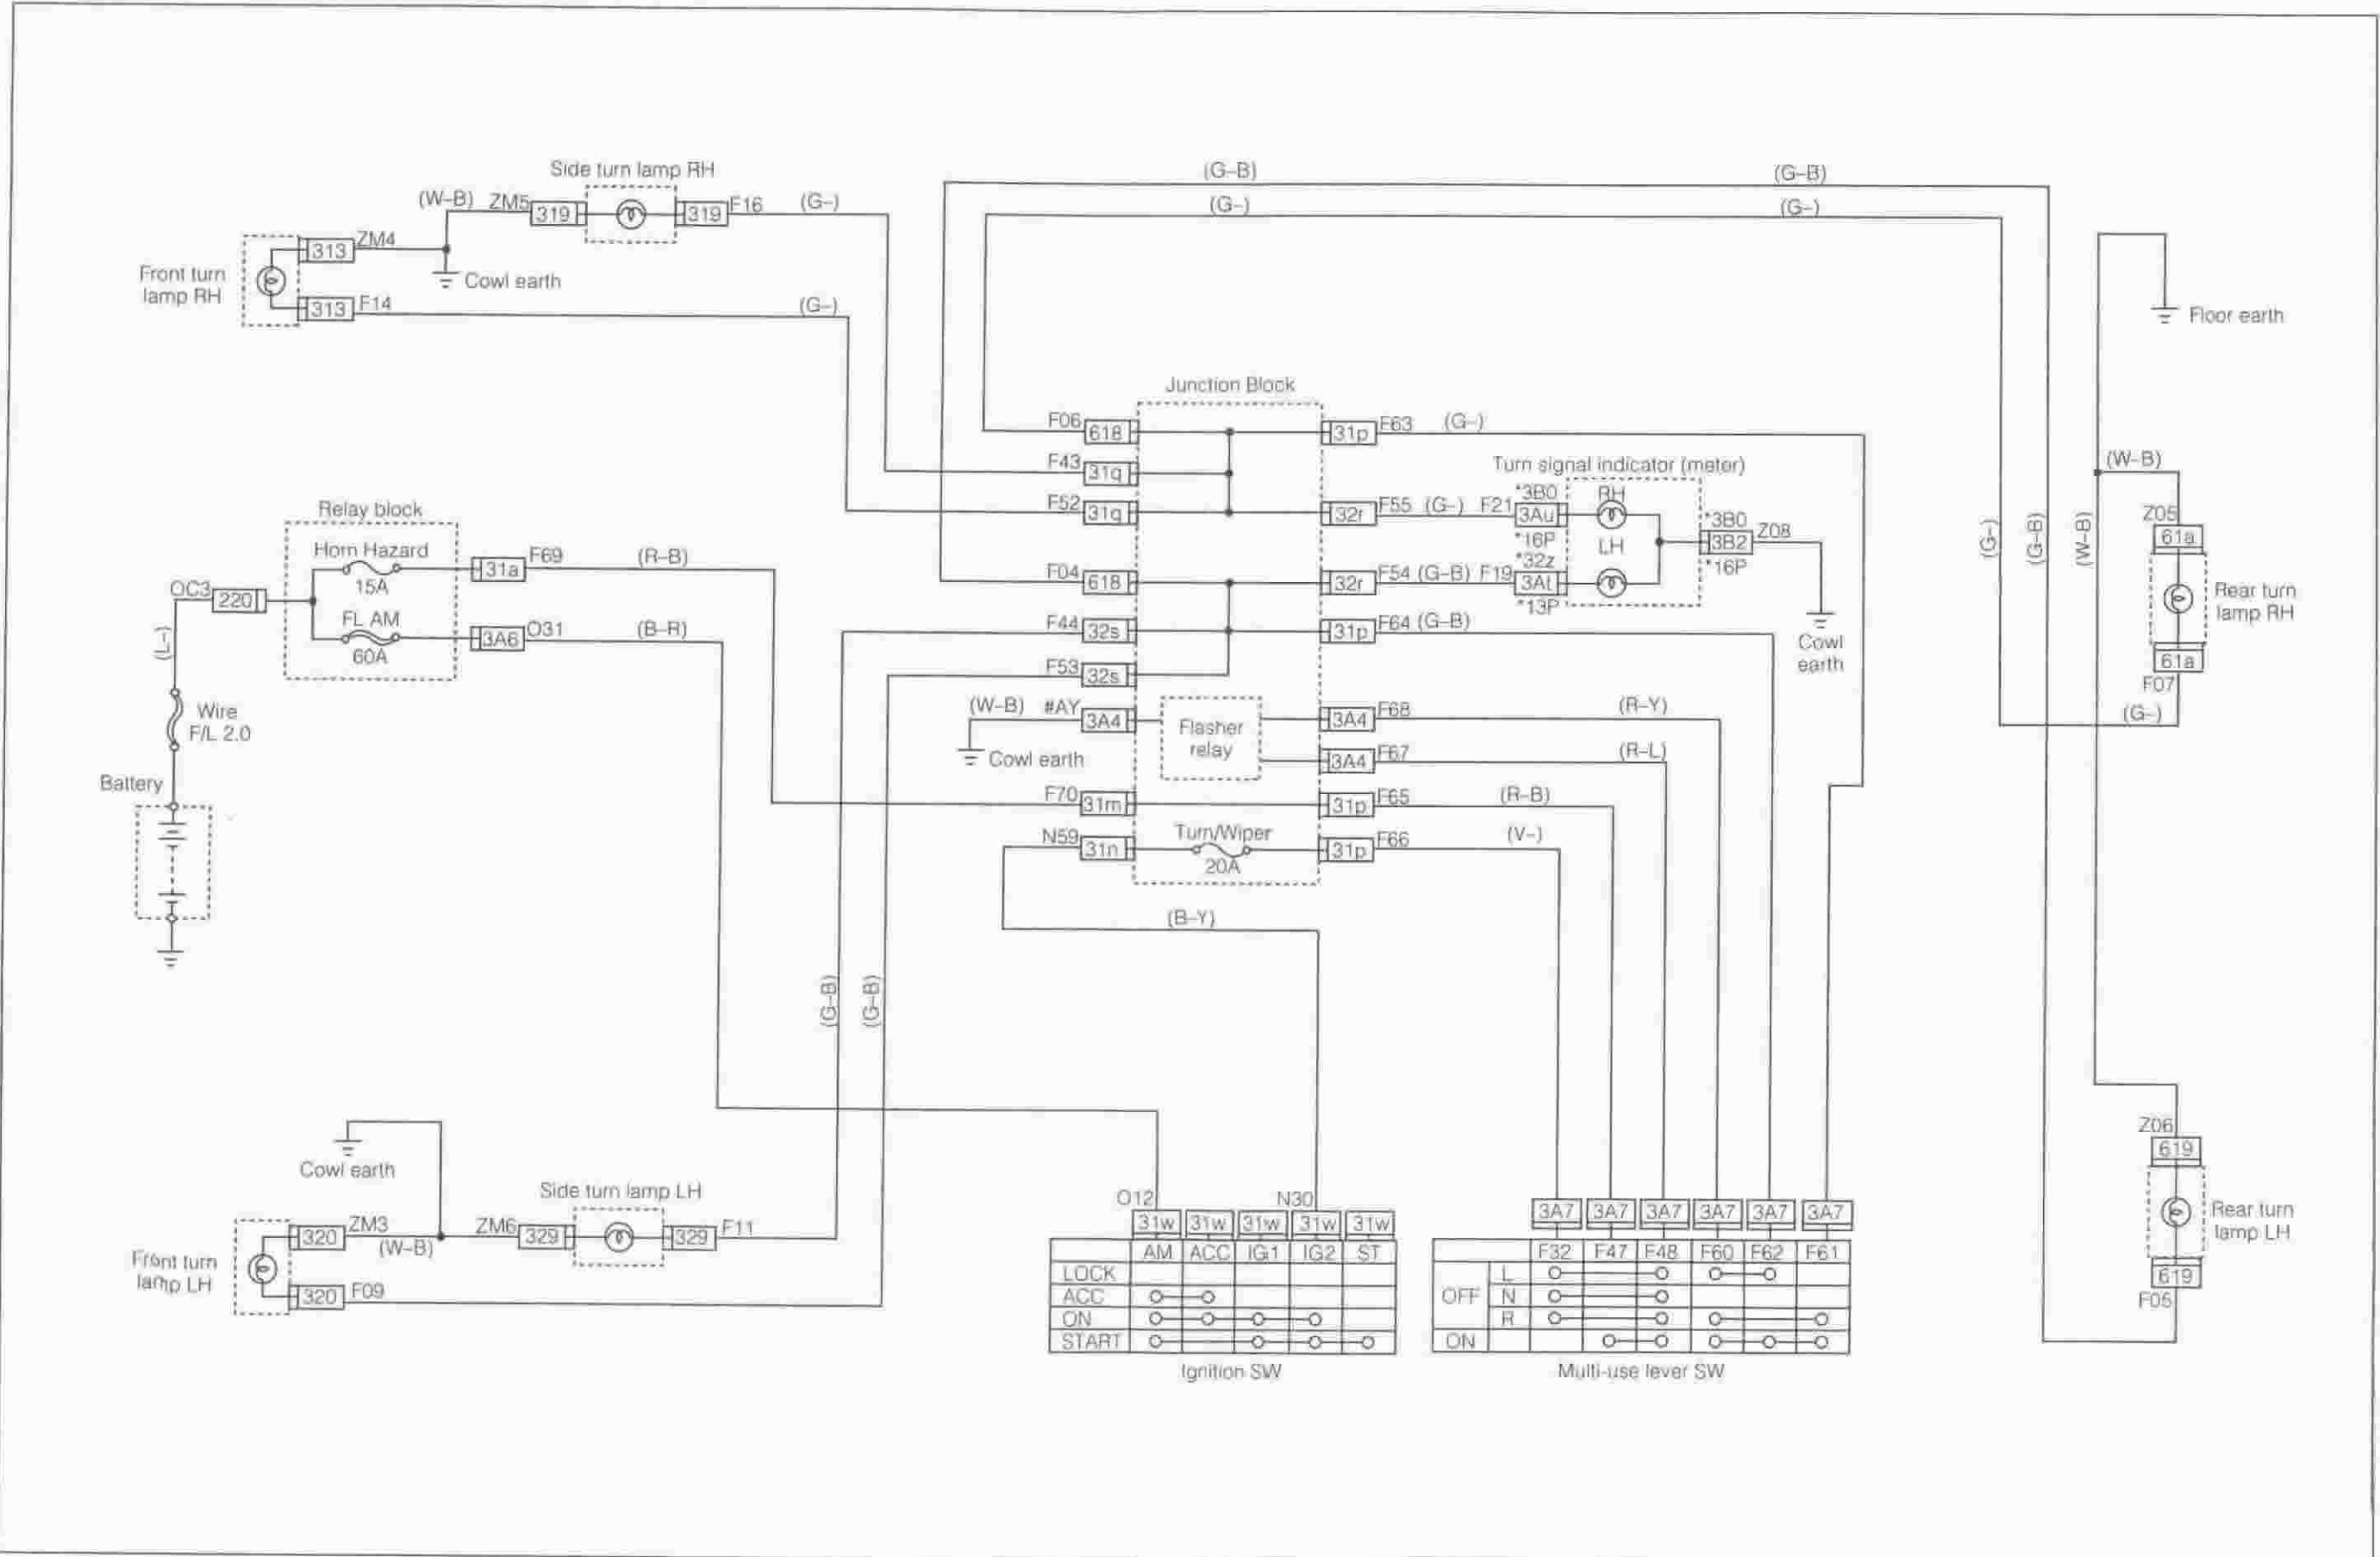 Side turn lamp RH
(W-B) ZM5 319 319 F16 (G-)
313 ZM4
Front turn
lamp RH
Cowl earth
313 F14 (G-)
(G-B) (G-B)
(G-) (G-)
Floor earth
Junction Block
F06 618 31p F63 (G-)
F43 31q
F52 31q 32r F55 (G-) F21
Turn signal indicator (meter)
*3B0 RH
3Au
*16P LH
*32z
*3B0
3B2 Z08
*16P
F04 618 32r F54 (G-B) F19 3At
*13P
F44 32s 31p F64 (G-B)
F53 32s
Cowl
earth
(W-B) #AY 3A4 3A4 F68 (R-Y)
Flasher
relay
Cowl earth
3A4 F67 (R-L)
F70 31m 31p F65 (R-B)
N59 31n Turn/Wiper 31p F66 (V-)
20A
(B-Y)
Relay block
Horn Hazard
15A
31a F69 (R-B)
OC3 220
FL AM
60A
3A6 O31 (B-R)
(L-)
Wire
F/L 2.0
Battery
(G-) (G-B) (W-B)
(W-B)
Z05
61a
Rear turn
lamp RH
61a
F07
(G-)
(G-B) (G-B)
Cowl earth
Side turn lamp LH
320 ZM3 ZM6 329 329 F11
(W-B)
Front turn
lamp LH
320 F09
O12 N30
31w 31w 31w 31w 31w
AM ACC IG1 IG2 ST
LOCK
ACC
ON
START
Ignition SW
3A7 3A7 3A7 3A7 3A7 3A7
F32 F47 F48 F60 F62 F61
L
OFF N
R
ON
Multi-use lever SW
Z06
619
Rear turn
lamp LH
619
F05